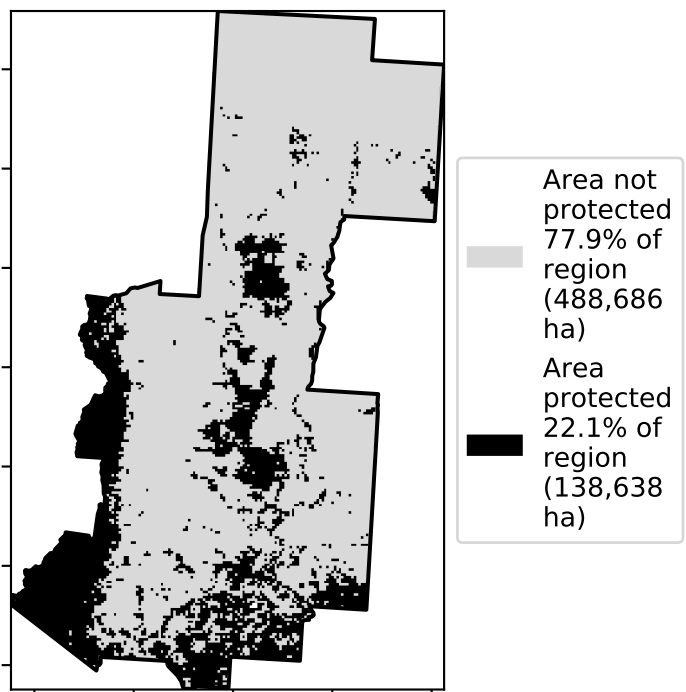 Area not
protected
77.9% of
region
(488,686
ha)
Area
protected
22.1% of
region
(138,638
ha)